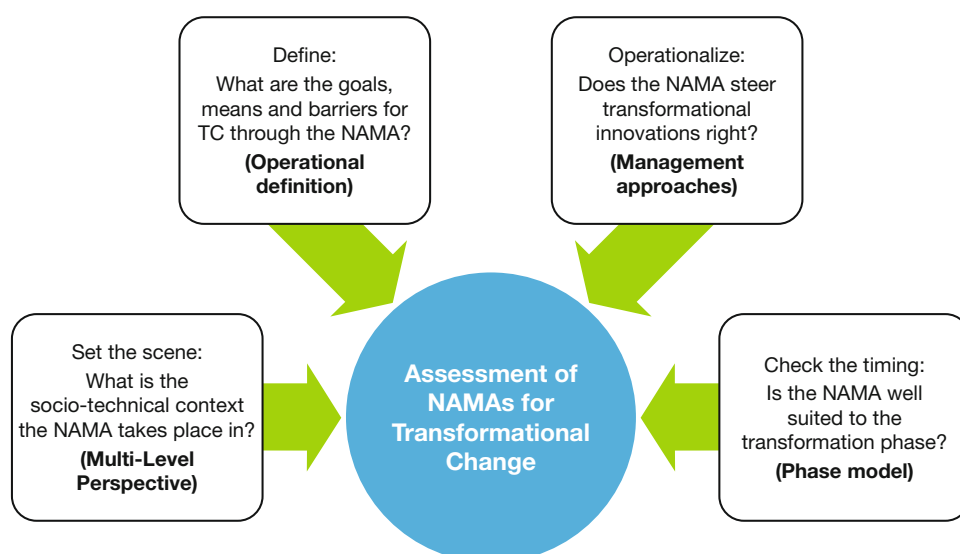 Define:
What are the goals,
means and barriers for
TC through the NAMA?
(Operational
definition)
Operationalize:
Does the NAMA steer
transformational
innovations right?
(Management
approaches)
Set the scene:
What is the
socio-technical context
the NAMA takes place in?
(Multi-Level
Perspective)
Assessment of
NAMAs for
Transformational
Change
Check the timing:
Is the NAMA well
suited to the
transformation phase?
(Phase model)